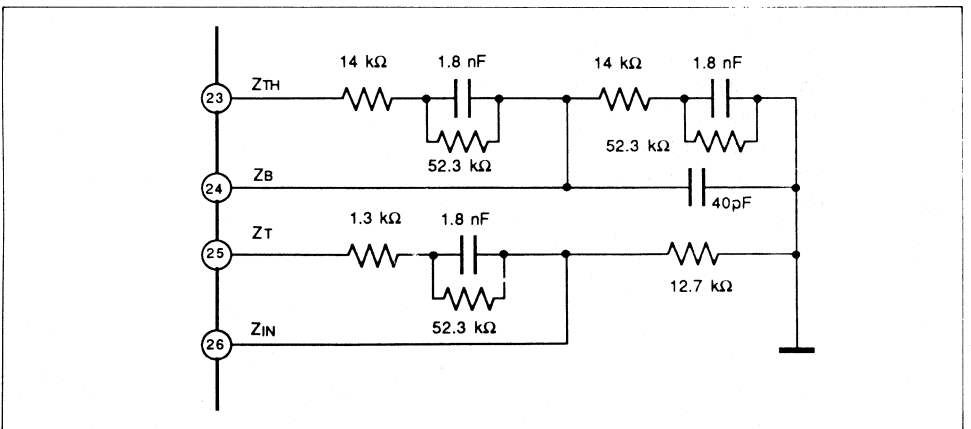 14 kΩ 1.8 nF 14 kΩ 1.8 nF
23 ZTH
52.3 kΩ 52.3 kΩ
24 ZB
40pF
1.3 kΩ 1.8 nF
25 ZT
12.7 kΩ
52.3 kΩ
26 ZIN